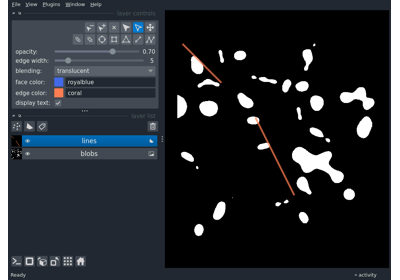 File View Plugins Window Help
layer controls
opacity: 0.70
edge width: 5
blending: translucent
face color: royalblue
edge color: coral
display text:
layer list
lines
blobs
Ready activity